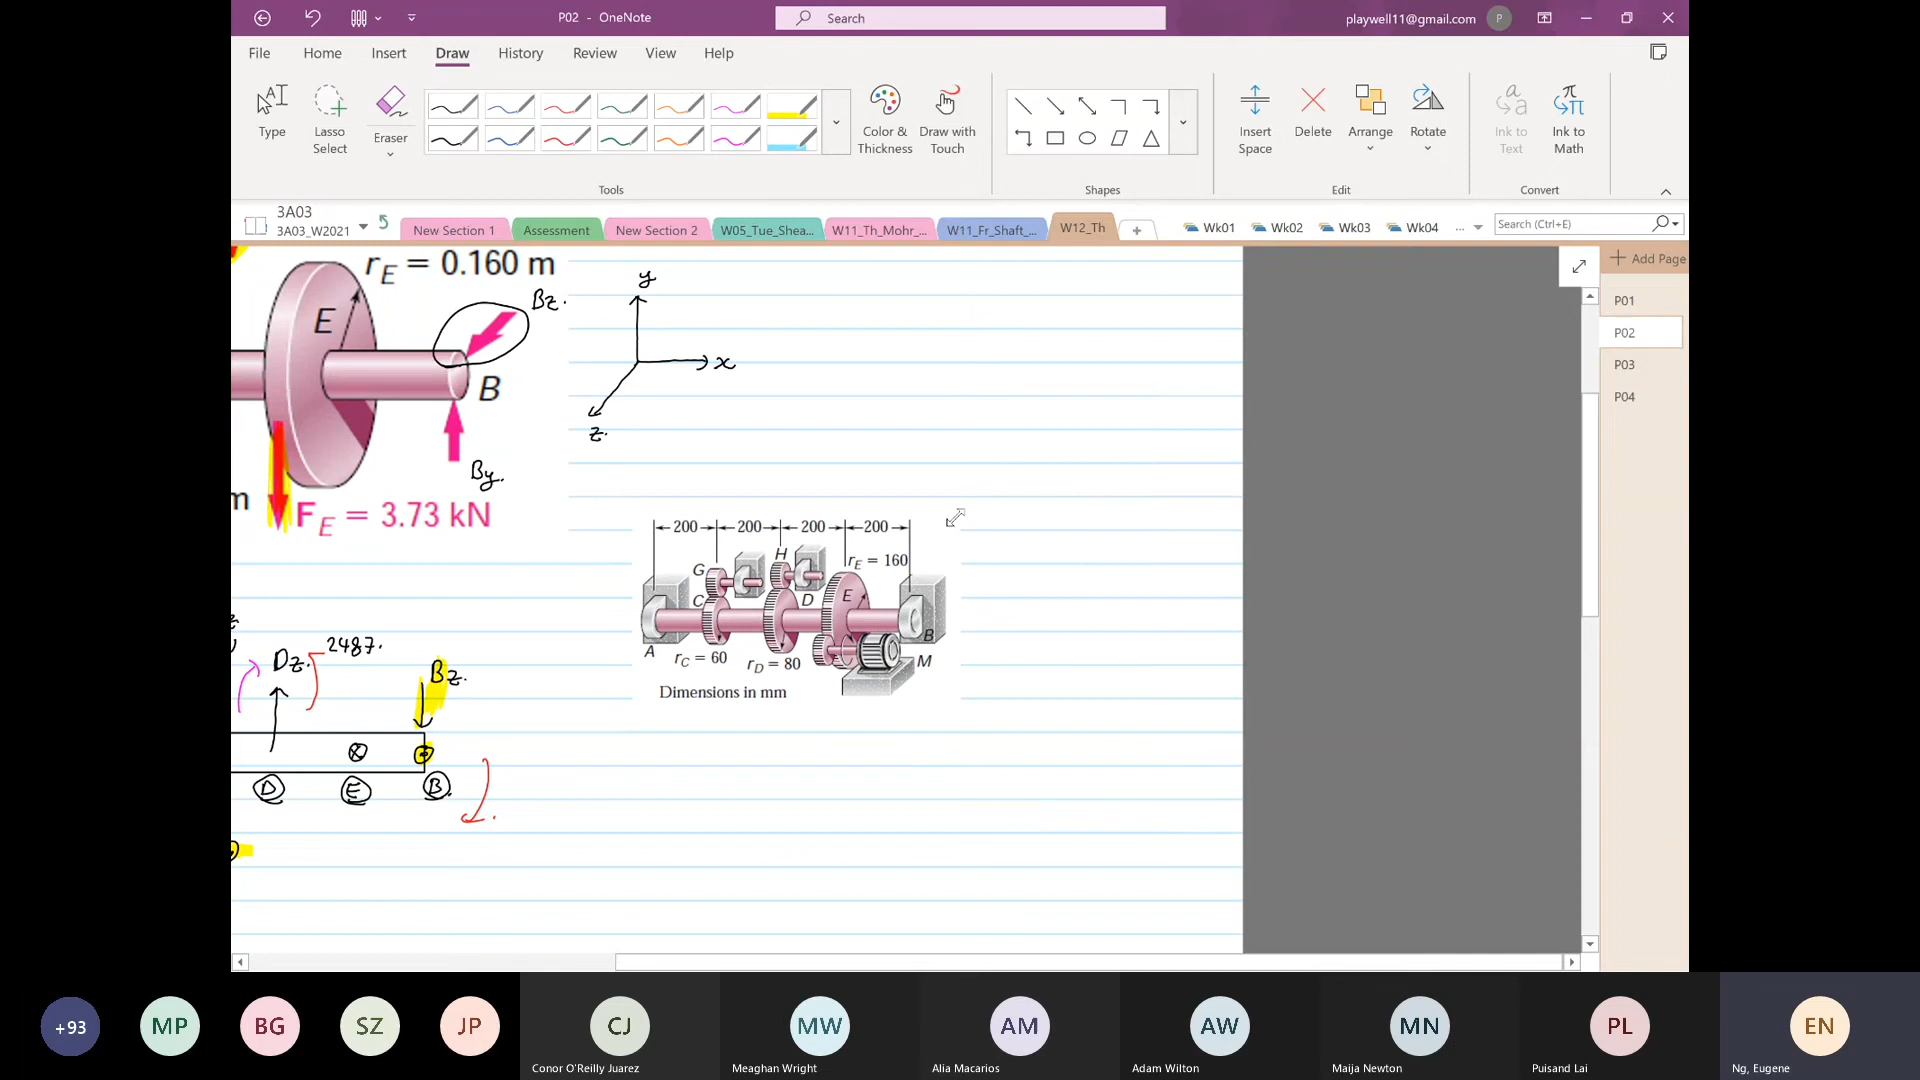 P02 - OneNote
Search
playwell11@gmail.com
P
File
Home
Insert
Draw
History
Review
View
Help
Type
Lasso Select
Eraser
Color & Thickness
Draw with Touch
Insert Space
Delete
Arrange
Rotate
Ink to Text
Ink to Math
Tools
Shapes
Edit
Convert
3A03
3A03_W2021
New Section 1
Assessment
New Section 2
W05_Tue_Shea...
W11_Th_Mohr_...
W11_Fr_Shaft_...
W12_Th
Wk01
Wk02
Wk03
Wk04
...
Search (Ctrl+E)
Add Page
P01
P02
P03
P04
rE = 0.160 m
Bz.
E
B
By.
m
FE = 3.73 kN
y
x
z.
200 200 200 200
G
H
rE = 160
C
D
E
A
rC = 60
rD = 80
B
M
Dimensions in mm
z
Dz.
2487.
Bz.
D
E
B
+93
MP
BG
SZ
JP
CJ
Conor O'Reilly Juarez
MW
Meaghan Wright
AM
Alia Macarios
AW
Adam Wilton
MN
Maija Newton
PL
Puisand Lai
EN
Ng, Eugene